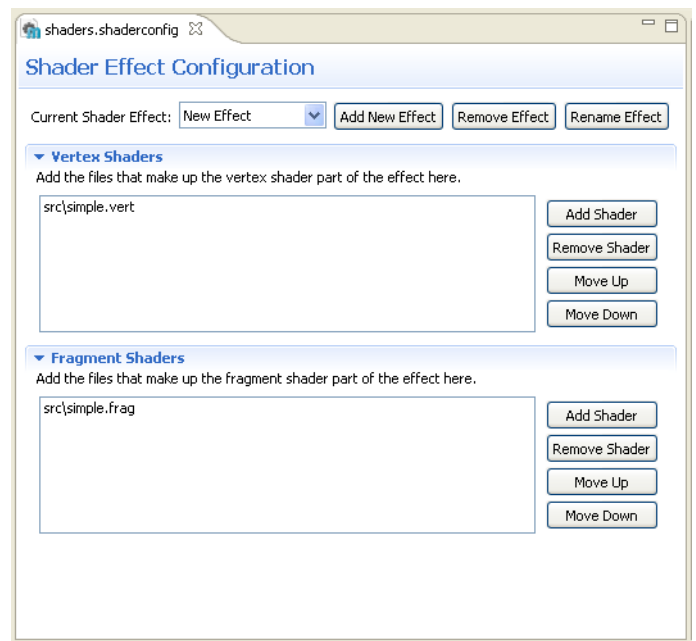 shaders.shaderconfig
Shader Effect Configuration
Current Shader Effect: New Effect Add New Effect Remove Effect Rename Effect
Vertex Shaders
Add the files that make up the vertex shader part of the effect here.
src\simple.vert
Add Shader
Remove Shader
Move Up
Move Down
Fragment Shaders
Add the files that make up the fragment shader part of the effect here.
src\simple.frag
Add Shader
Remove Shader
Move Up
Move Down